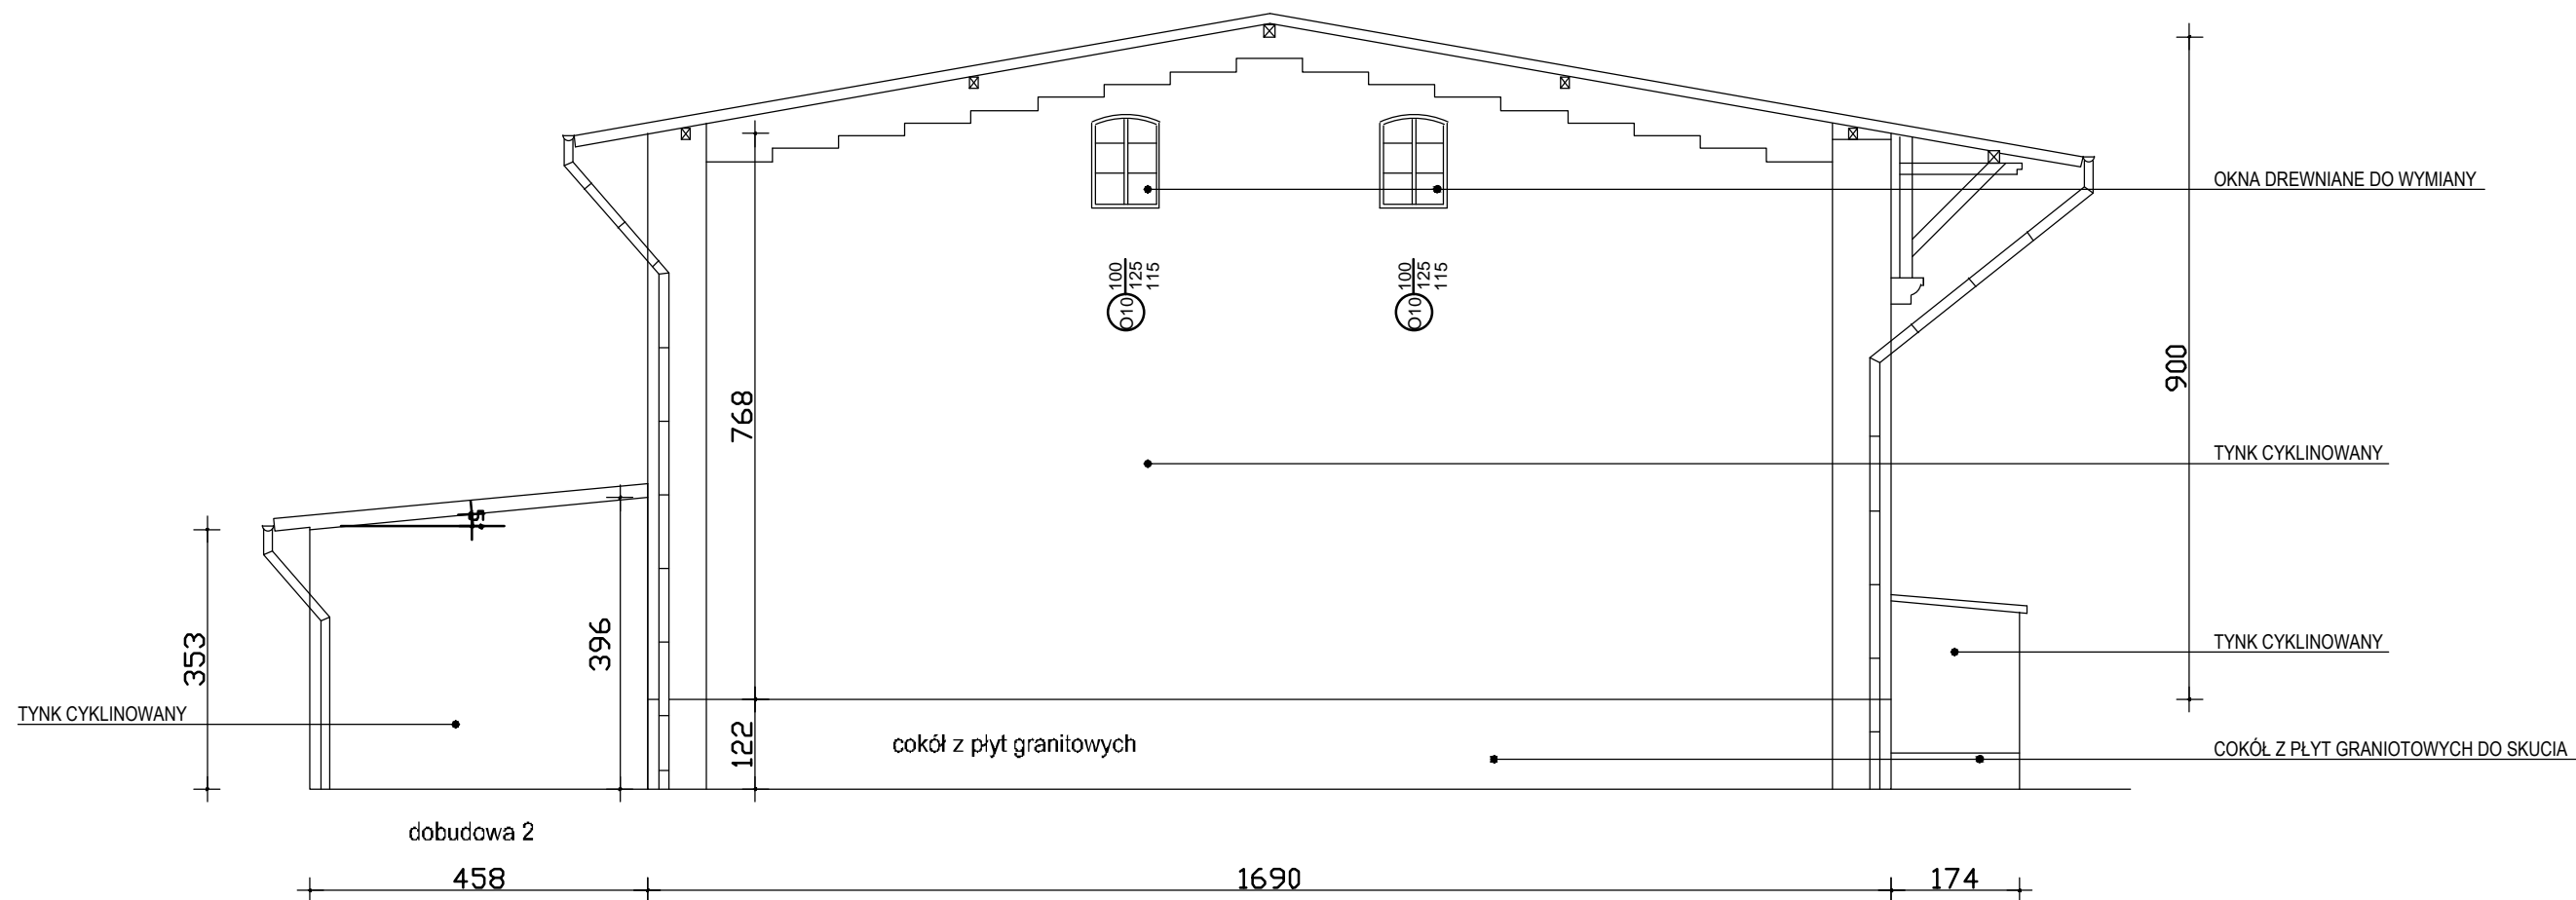 OKNA DREWNIANE DO WYMIANY
100
125
115
O10
100
125
115
O10
900
768
TYNK CYKLINOWANY
5°
353
396
TYNK CYKLINOWANY
TYNK CYKLINOWANY
122
cokół z płyt granitowych
COKÓŁ Z PŁYT GRANIOTOWYCH DO SKUCIA
dobudowa 2
458
1690
174